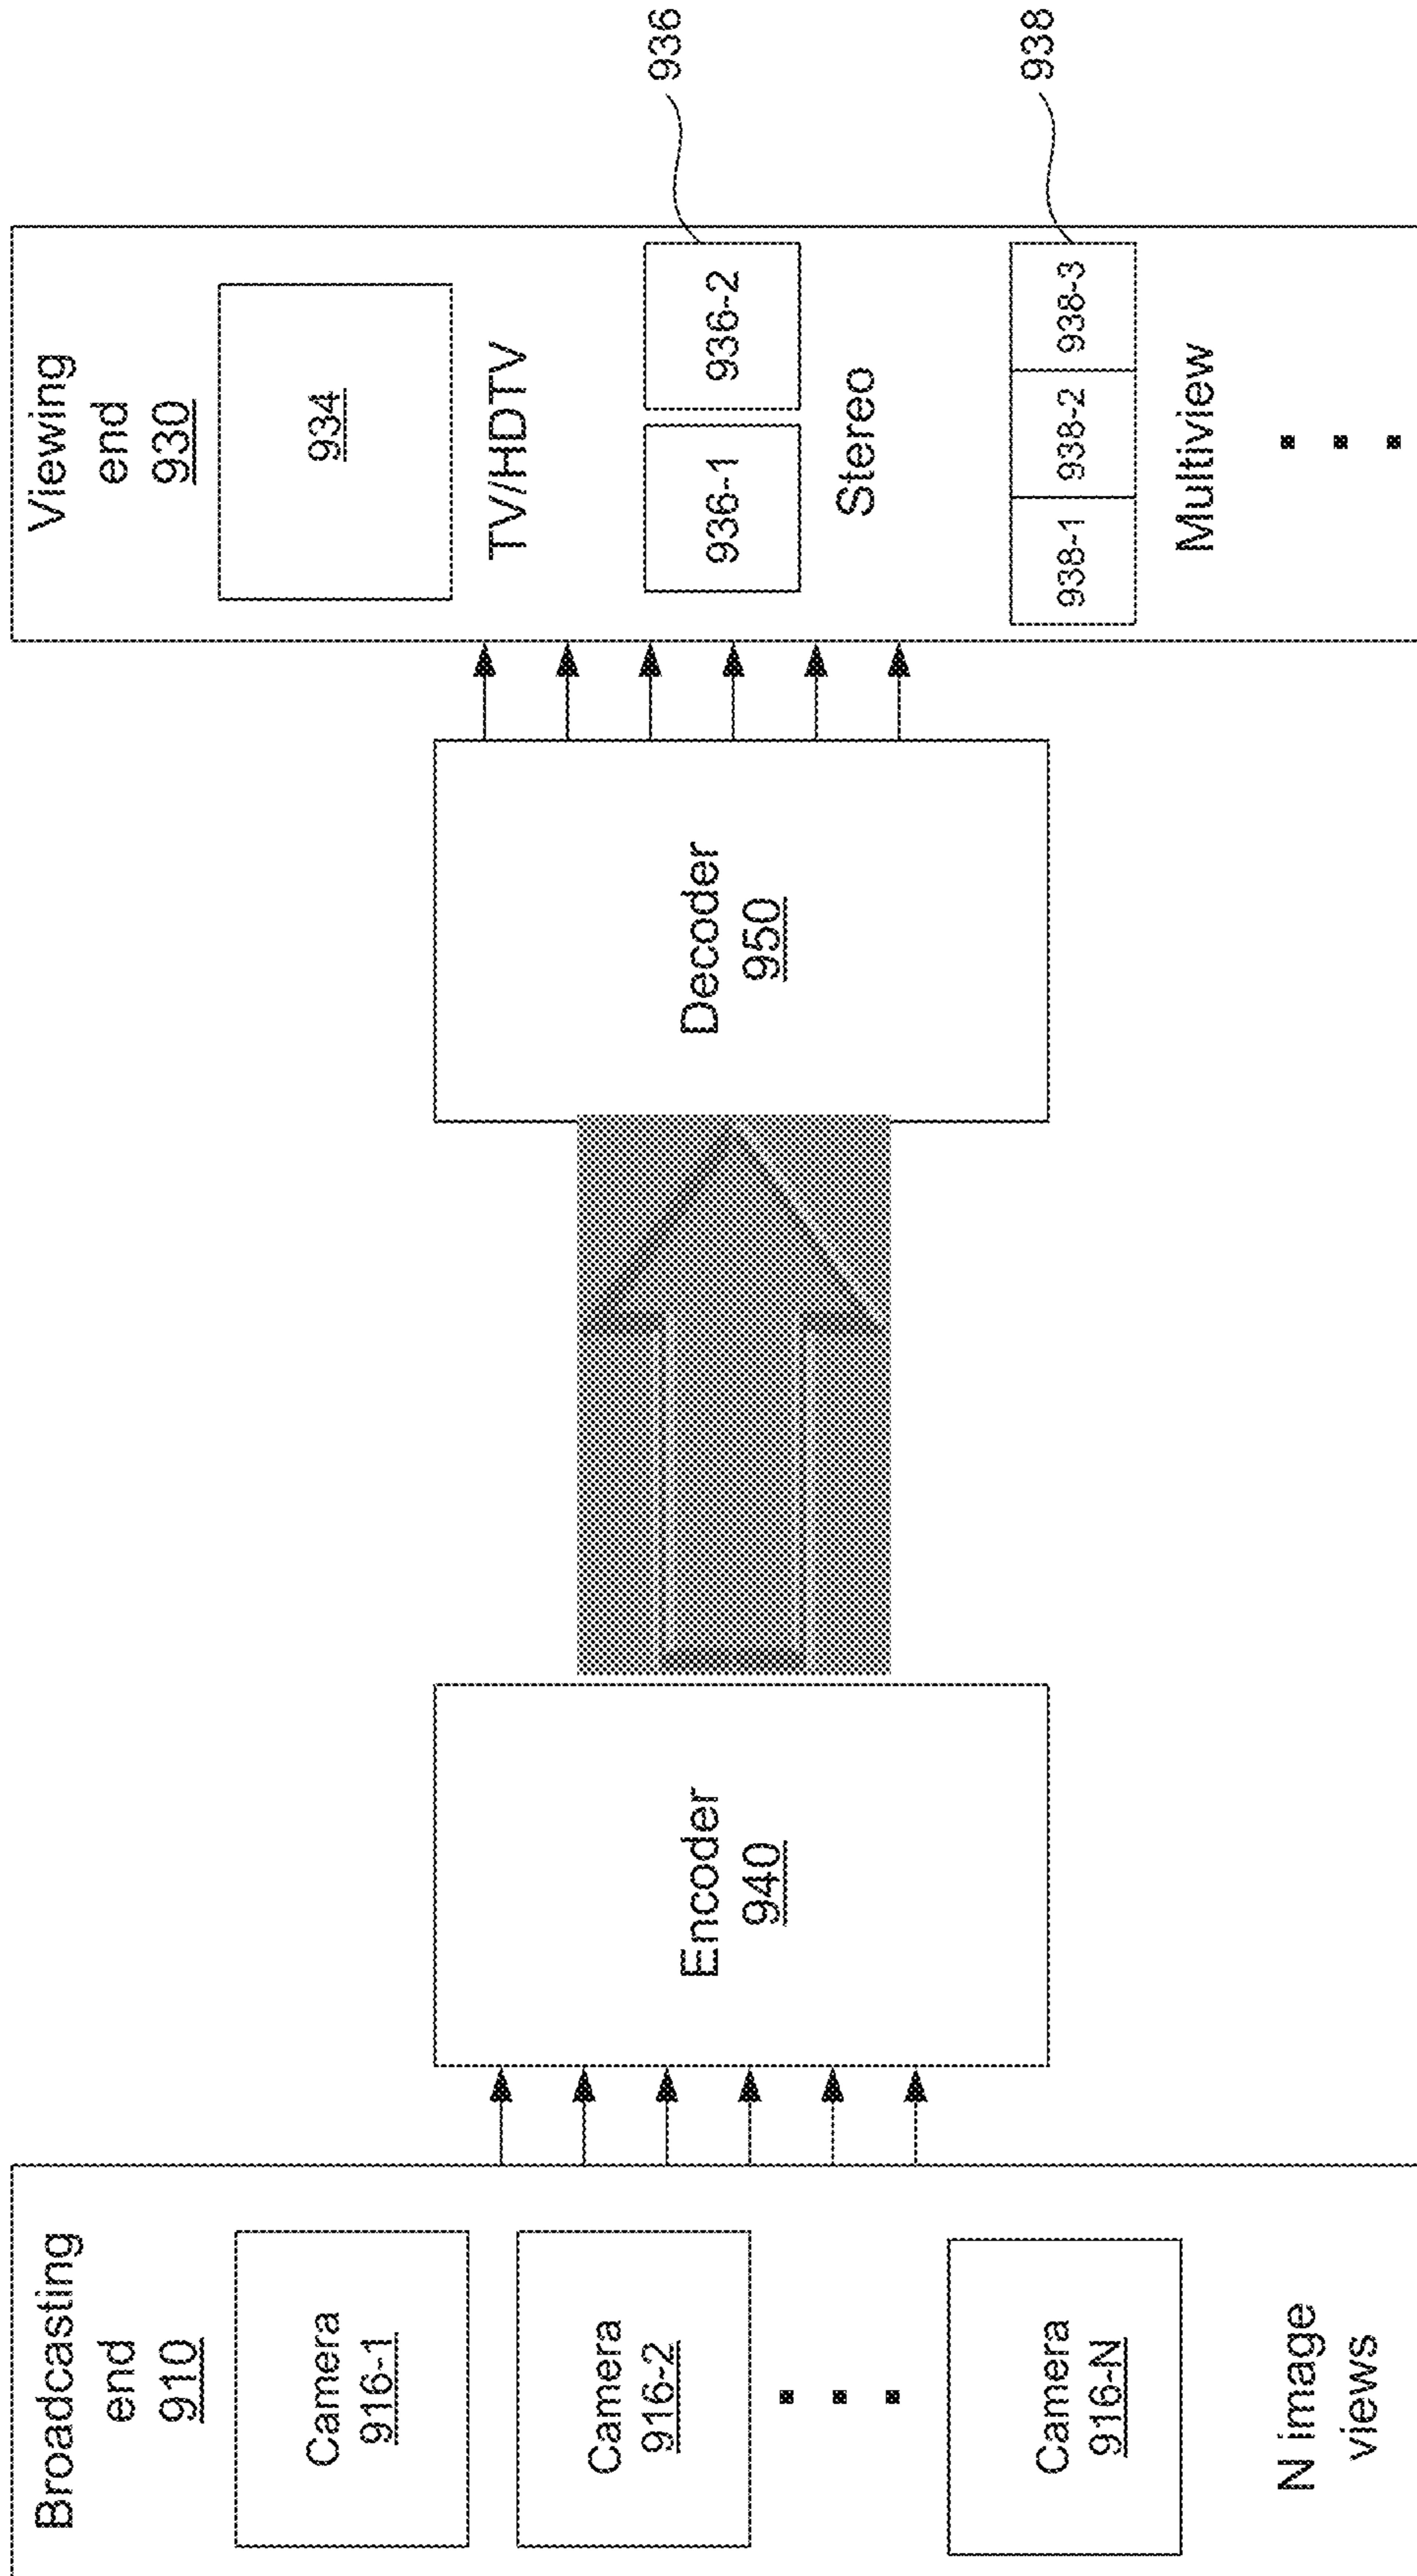 Broadcasting
end
910
Camera
916-1
Camera
916-2
Camera
916-N
N image
views
Encoder
940
Decoder
950
Viewing
end
930
934
TV/HDTV
936-1
936-2
936
Stereo
938-1
938-2
938-3
938
Multiview